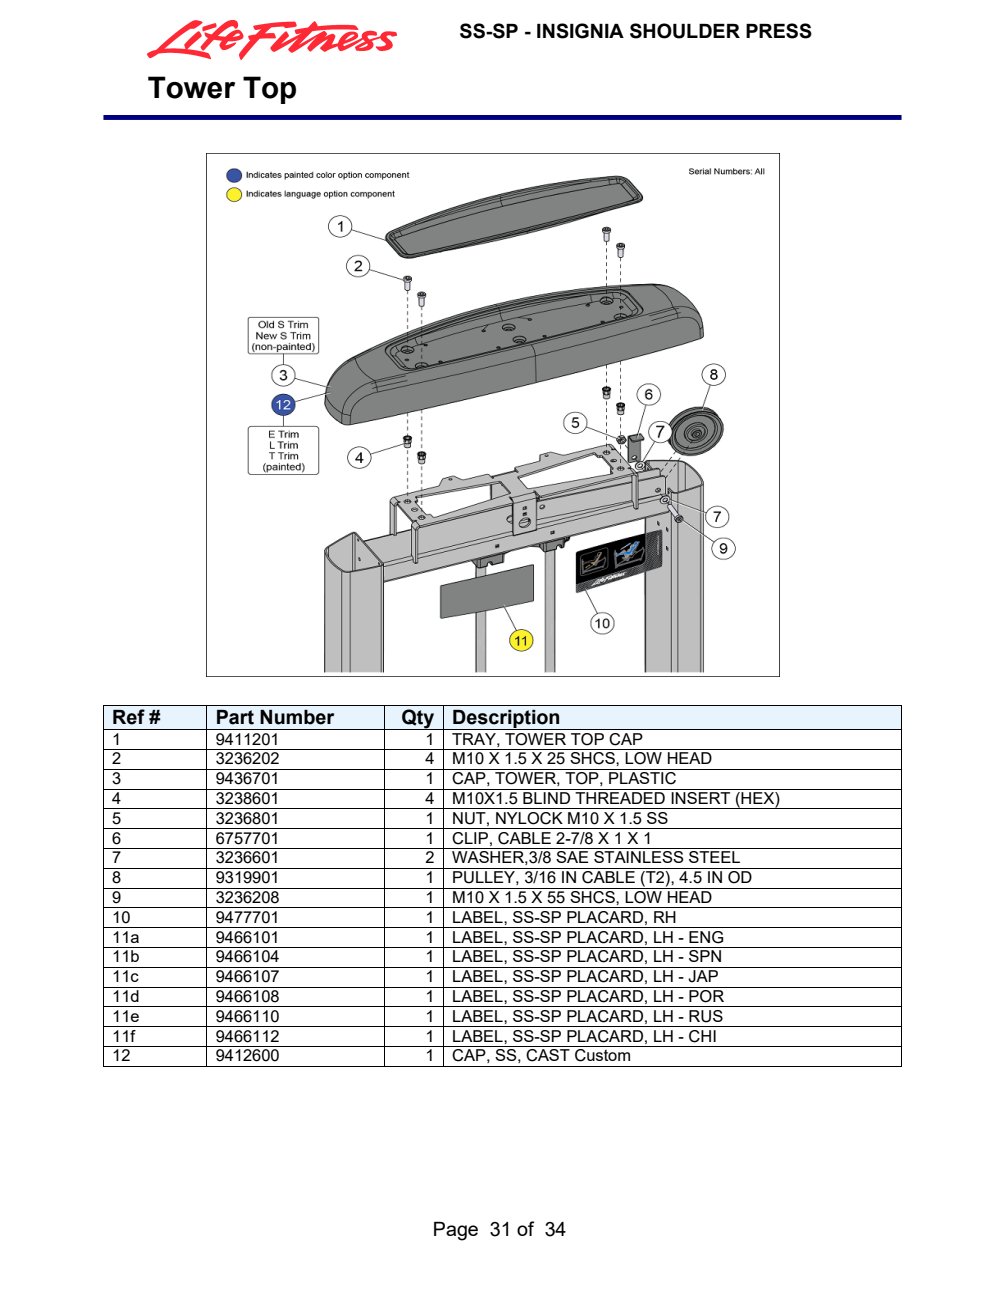 Life Fitness
SS-SP - INSIGNIA SHOULDER PRESS
Tower Top
Indicates painted color option component
Indicates language option component
Serial Numbers: All
1
2
Old S Trim
New S Trim
(non-painted)
3
12
E Trim
L Trim
T Trim
(painted)
4
5
6
7
8
7
9
Life Fitness
10
11
Ref # Part Number Qty Description
1 9411201 1 TRAY, TOWER TOP CAP
2 3236202 4 M10 X 1.5 X 25 SHCS, LOW HEAD
3 9436701 1 CAP, TOWER, TOP, PLASTIC
4 3238601 4 M10X1.5 BLIND THREADED INSERT (HEX)
5 3236801 1 NUT, NYLOCK M10 X 1.5 SS
6 6757701 1 CLIP, CABLE 2-7/8 X 1 X 1
7 3236601 2 WASHER,3/8 SAE STAINLESS STEEL
8 9319901 1 PULLEY, 3/16 IN CABLE (T2), 4.5 IN OD
9 3236208 1 M10 X 1.5 X 55 SHCS, LOW HEAD
10 9477701 1 LABEL, SS-SP PLACARD, RH
11a 9466101 1 LABEL, SS-SP PLACARD, LH - ENG
11b 9466104 1 LABEL, SS-SP PLACARD, LH - SPN
11c 9466107 1 LABEL, SS-SP PLACARD, LH - JAP
11d 9466108 1 LABEL, SS-SP PLACARD, LH - POR
11e 9466110 1 LABEL, SS-SP PLACARD, LH - RUS
11f 9466112 1 LABEL, SS-SP PLACARD, LH - CHI
12 9412600 1 CAP, SS, CAST Custom
Page 31 of 34